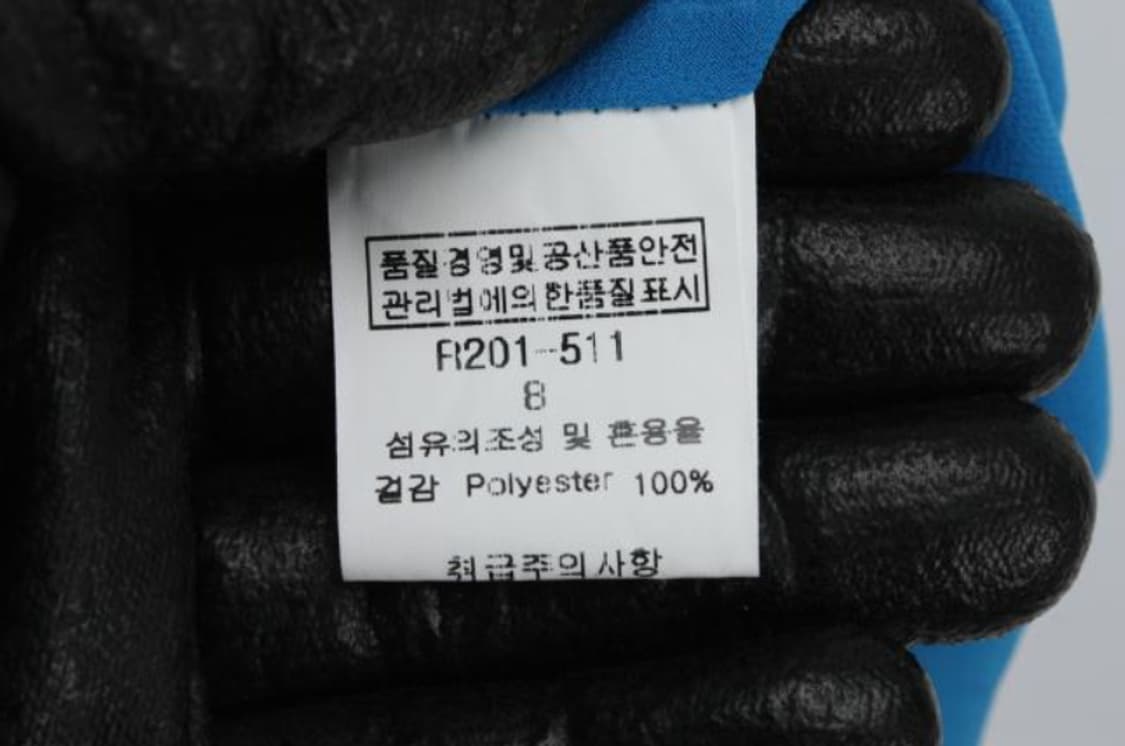 품질경영및공산품안전
관리법에의한품질표시
R201-511
8
섬유의조성 및 혼용율
겉감 Polyester 100%
취급주의사항